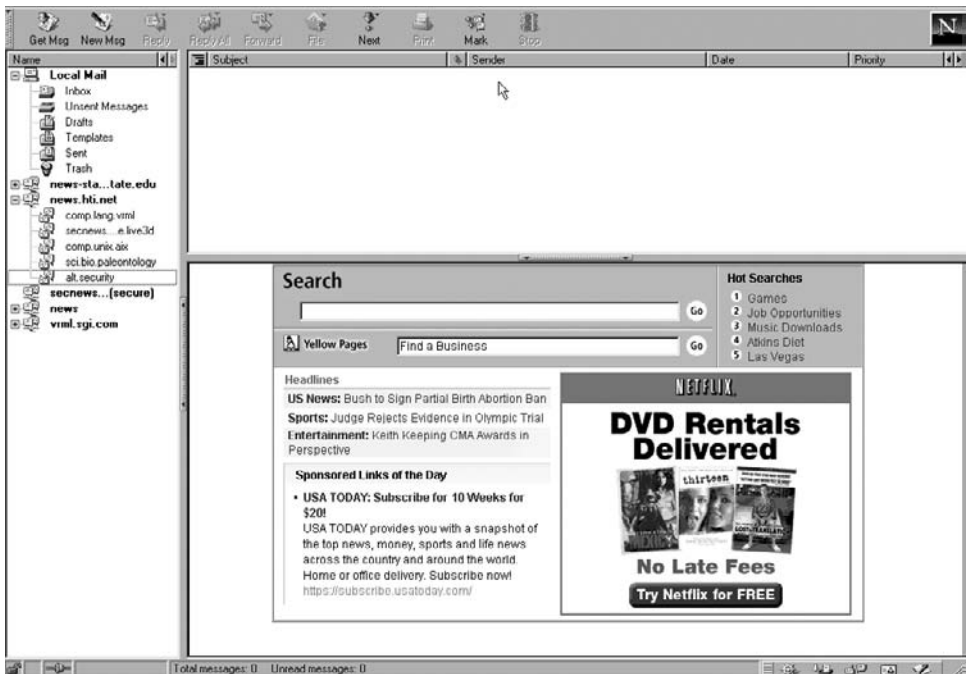 Get Msg New Msg Reply Reply All Forward File Next Print Mark Stop
N
Name
Subject Sender Date Priority
Local Mail
Inbox
Unsent Messages
Drafts
Templates
Sent
Trash
news-sta...tate.edu
news.hti.net
comp.lang.vrml
secnews....e.live3d
comp.unix.aix
sci.bio.paleontology
alt.security
secnews...(secure)
news
vrml.sgi.com
Search
Go
Yellow Pages Find a Business Go
Hot Searches
1 Games
2 Job Opportunities
3 Music Downloads
4 Atkins Diet
5 Las Vegas
Headlines
US News: Bush to Sign Partial Birth Abortion Ban
Sports: Judge Rejects Evidence in Olympic Trial
Entertainment: Keith Keeping CMA Awards in
Perspective
Sponsored Links of the Day
• USA TODAY: Subscribe for 10 Weeks for
$20!
USA TODAY provides you with a snapshot of
the top news, money, sports and life news
across the country and around the world.
Home or office delivery. Subscribe now!
https://subscribe.usatoday.com/
NETFLIX
DVD Rentals
Delivered
thirteen
No Late Fees
Try Netflix for FREE
Total messages: 0 Unread messages: 0